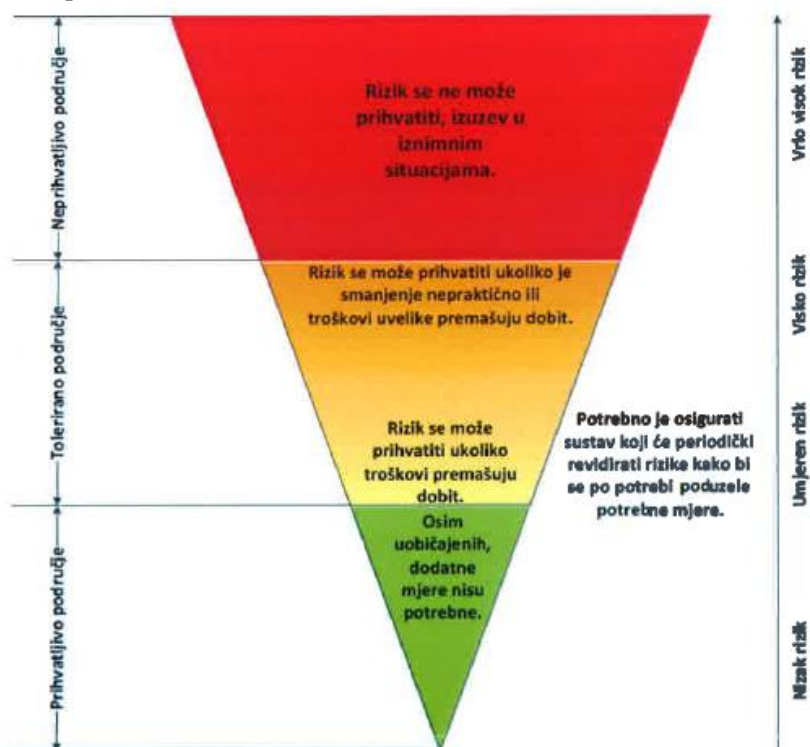 Neprihvatljivo područje
Rizik se ne može
prihvatiti, izuzev u
iznimnim
situacijama.
Vrlo visok rizik
Tolerirano područje
Rizik se može prihvatiti ukoliko je
smanjenje nepraktično ili
troškovi uvelike premašuju dobit.
Visko rizik
Rizik se može
prihvatiti ukoliko
troškovi premašuju
dobit.
Potrebno je osigurati
sustav koji će periodički
revidirati rizike kako bi
se po potrebi poduzele
potrebne mjere.
Umjeren rizik
Prihvatljivo područje
Osim
uobičajenih,
dodatne
mjere nisu
potrebne.
Nizak rizik